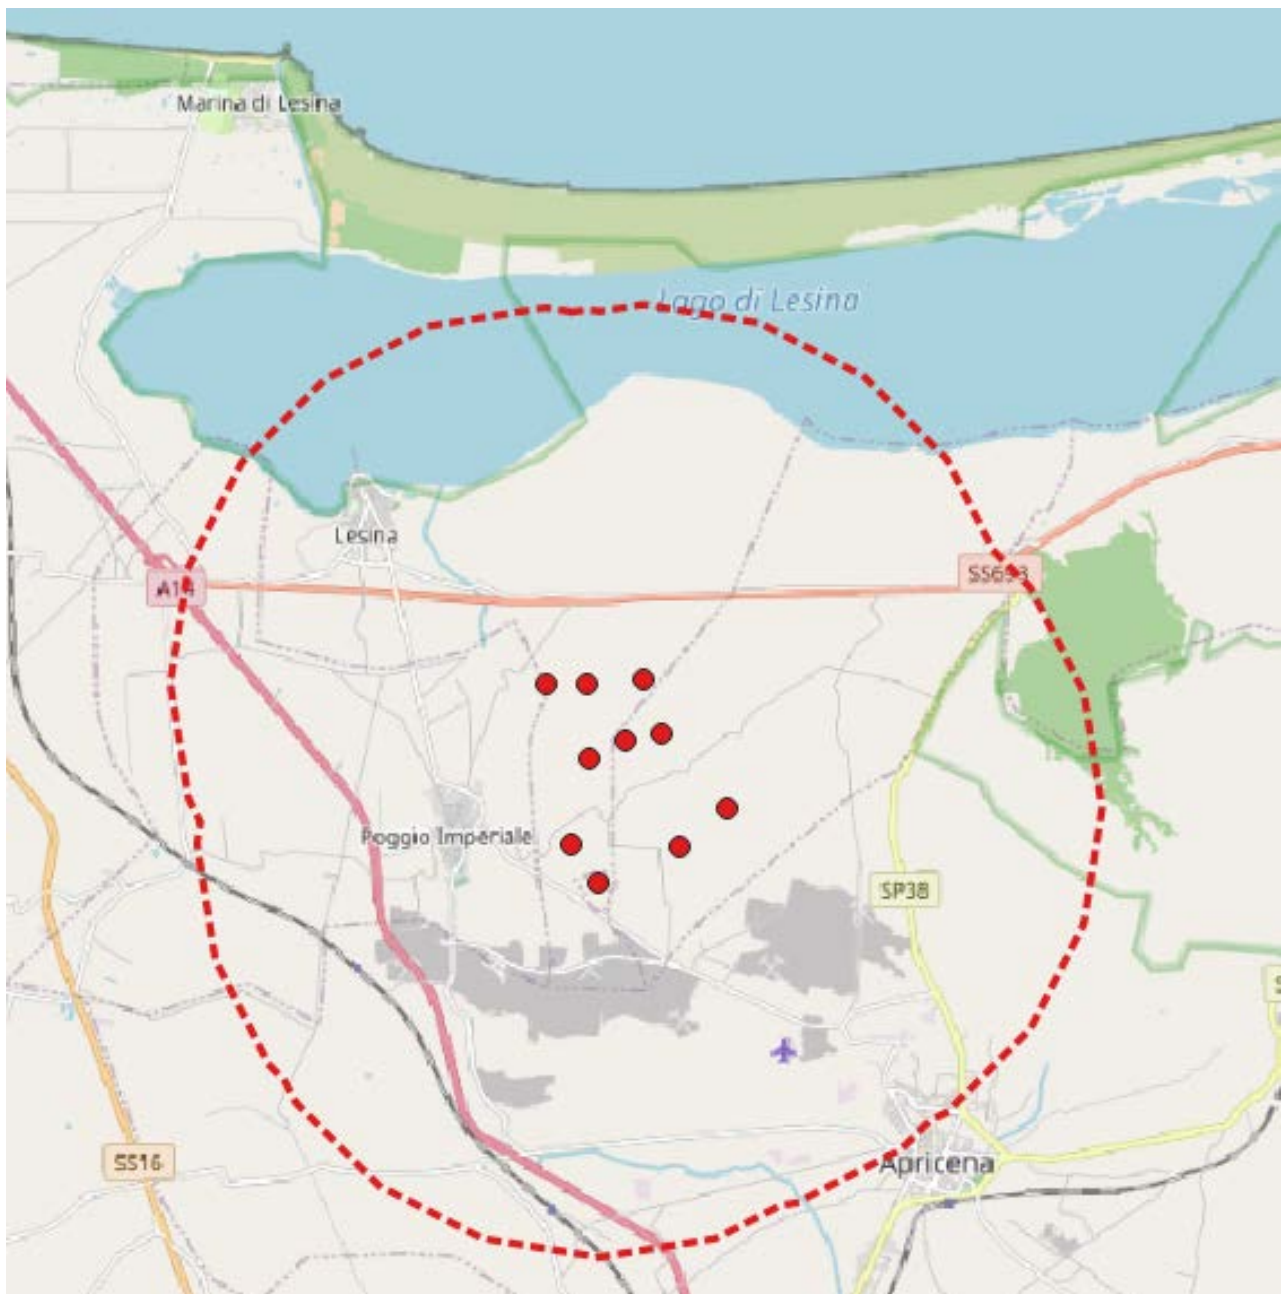 Marina di Lesina
Lago di Lesina
Lesina
A14
SS693
Poggio Imperiale
SP38
S
SS16
Apricena